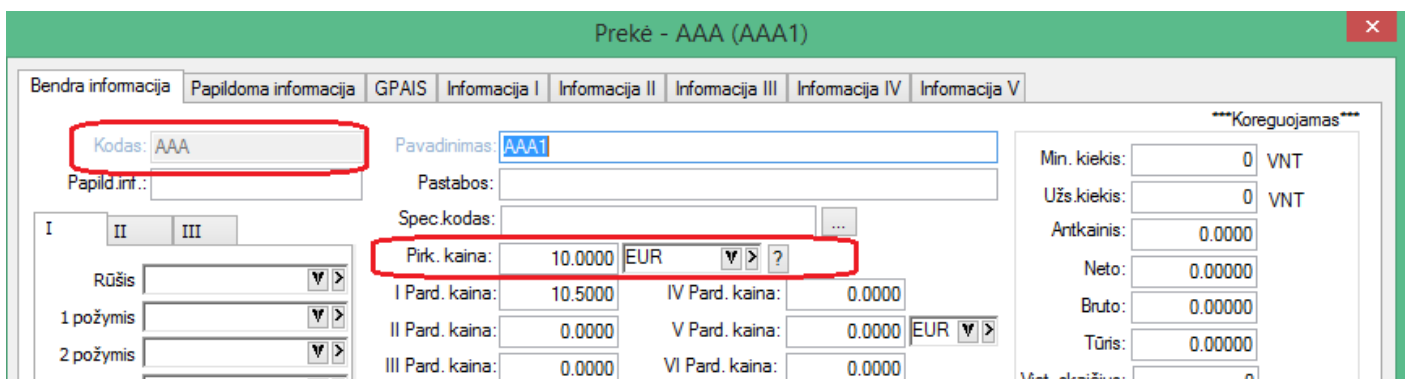 Prekė - AAA (AAA1)
Bendra informacija Papildoma informacija GPAIS Informacija I Informacija II Informacija III Informacija IV Informacija V
***Koreguojamas***
Kodas: AAA Pavadinimas: AAA1 Min. kiekis: 0 VNT
Papild.inf.: Pastabos: Užs.kiekis: 0 VNT
Spec.kodas: ... Antkainis: 0.0000
I II III
Pirk. kaina: 10.0000 EUR ? Neto: 0.00000
Rūšis I Pard. kaina: 10.5000 IV Pard. kaina: 0.0000 Bruto: 0.00000
1 požymis II Pard. kaina: 0.0000 V Pard. kaina: 0.0000 EUR Tūris: 0.00000
2 požymis III Pard. kaina: 0.0000 VI Pard. kaina: 0.0000